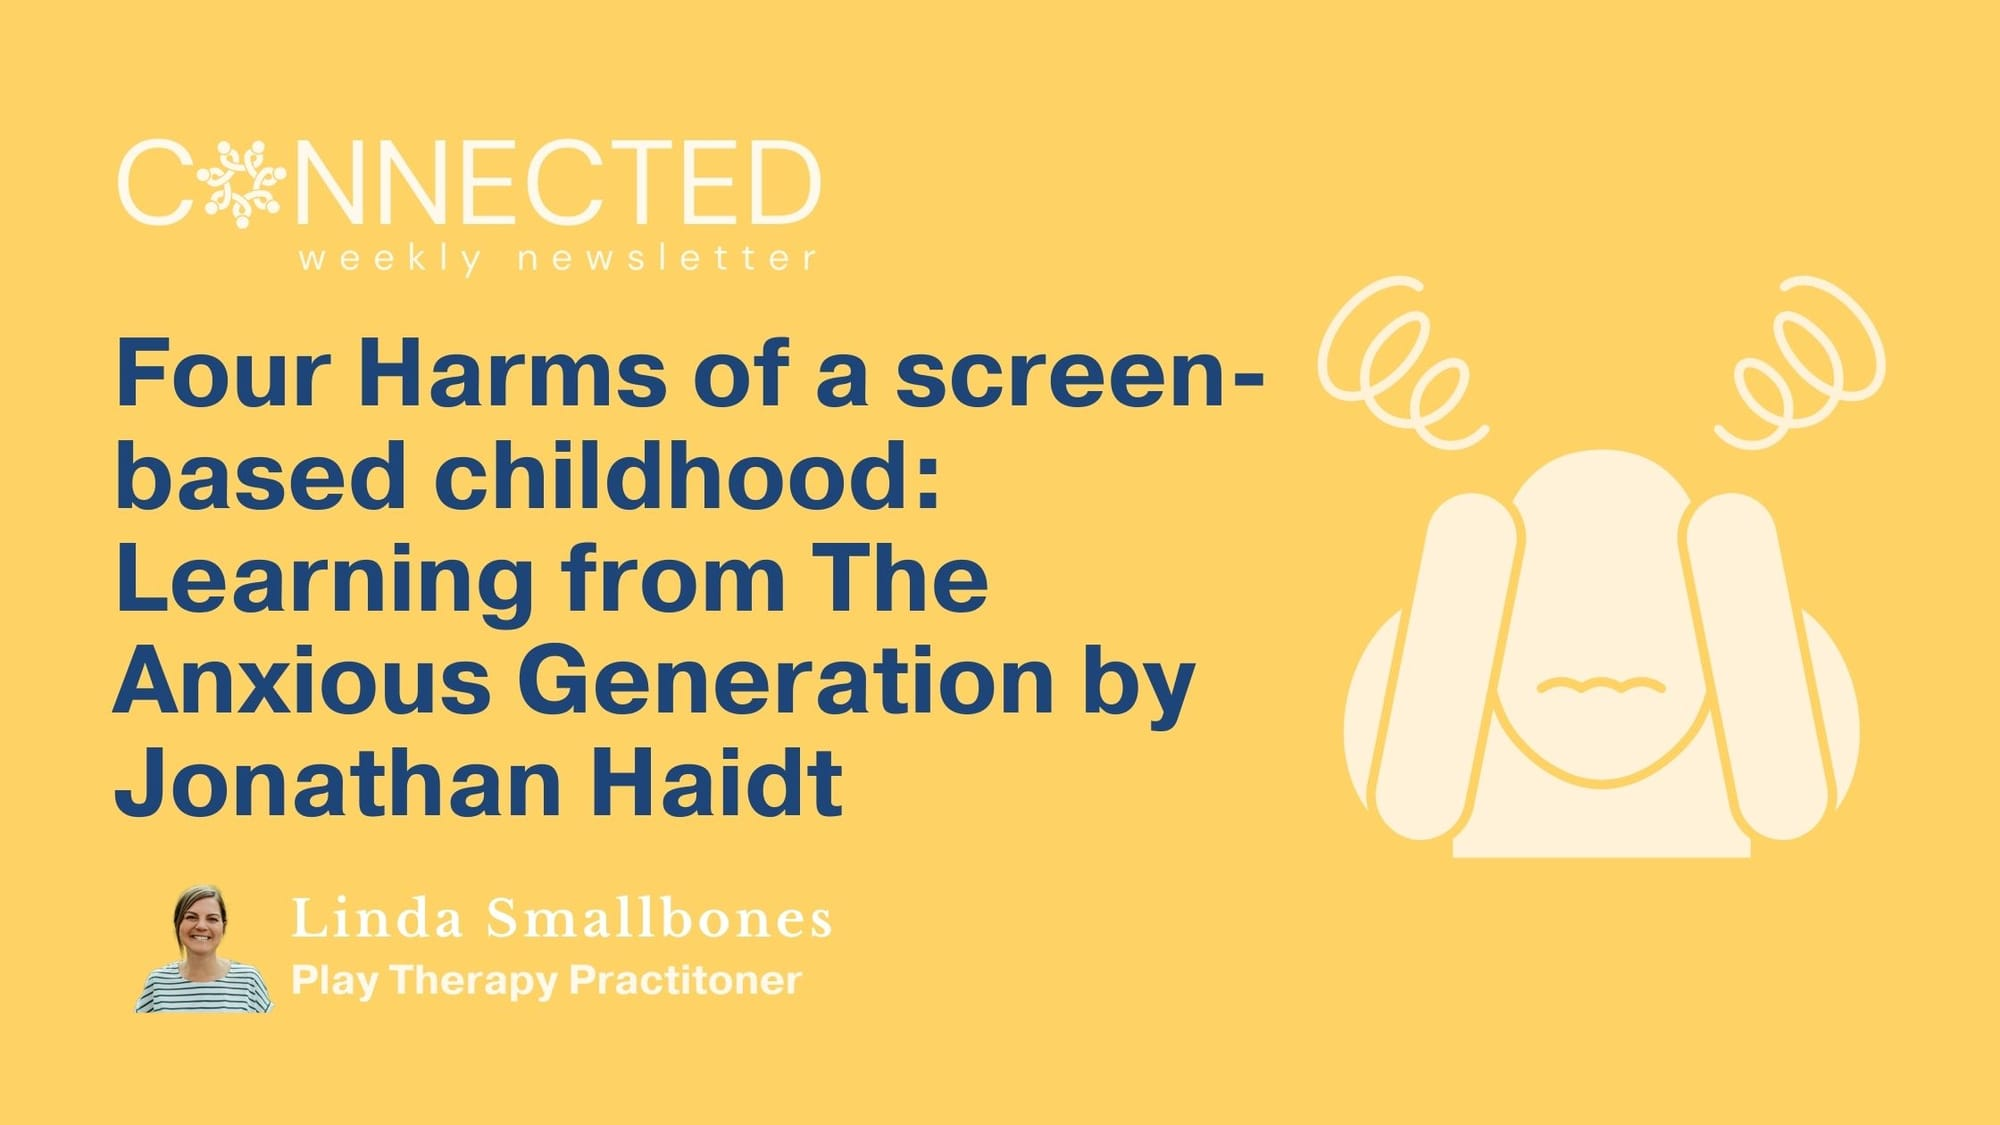 CONNECTED
weekly newsletter
Four Harms of a screen-
based childhood:
Learning from The
Anxious Generation by
Jonathan Haidt
Linda Smallbones
Play Therapy Practitoner